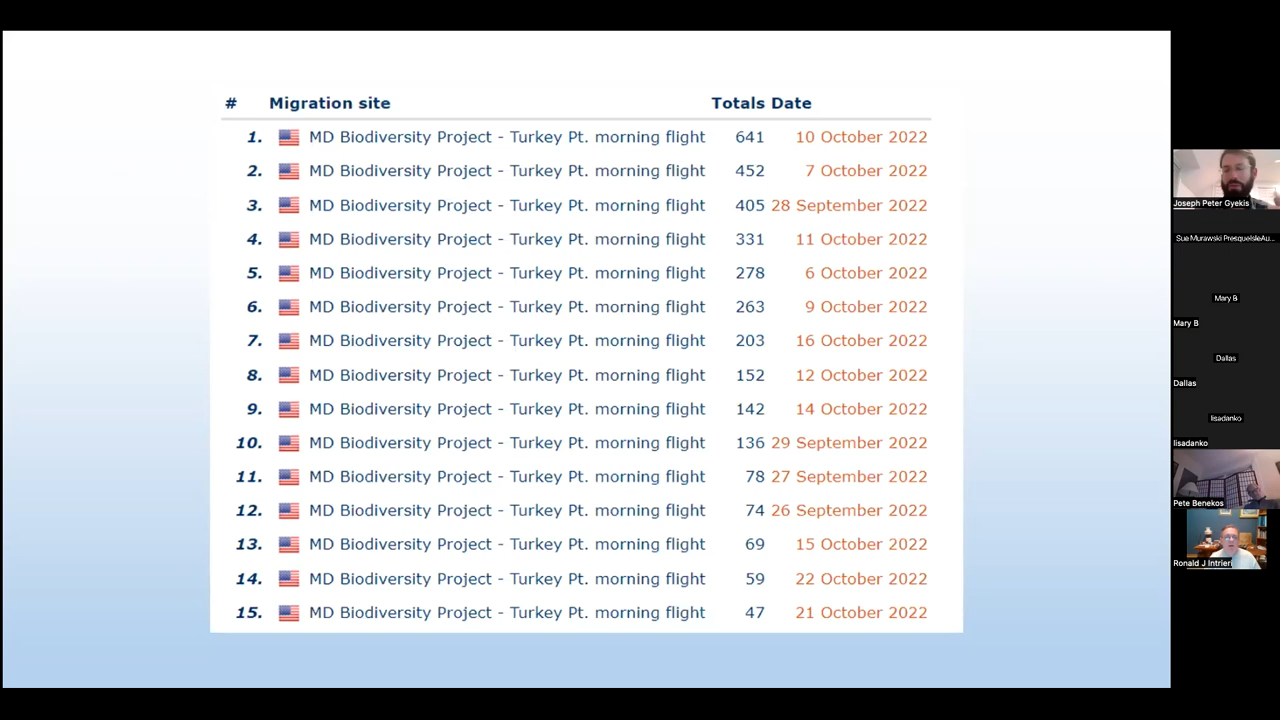 # Migration site Totals Date
1. MD Biodiversity Project - Turkey Pt. morning flight 641 10 October 2022
2. MD Biodiversity Project - Turkey Pt. morning flight 452 7 October 2022
3. MD Biodiversity Project - Turkey Pt. morning flight 405 28 September 2022
4. MD Biodiversity Project - Turkey Pt. morning flight 331 11 October 2022
5. MD Biodiversity Project - Turkey Pt. morning flight 278 6 October 2022
6. MD Biodiversity Project - Turkey Pt. morning flight 263 9 October 2022
7. MD Biodiversity Project - Turkey Pt. morning flight 203 16 October 2022
8. MD Biodiversity Project - Turkey Pt. morning flight 152 12 October 2022
9. MD Biodiversity Project - Turkey Pt. morning flight 142 14 October 2022
10. MD Biodiversity Project - Turkey Pt. morning flight 136 29 September 2022
11. MD Biodiversity Project - Turkey Pt. morning flight 78 27 September 2022
12. MD Biodiversity Project - Turkey Pt. morning flight 74 26 September 2022
13. MD Biodiversity Project - Turkey Pt. morning flight 69 15 October 2022
14. MD Biodiversity Project - Turkey Pt. morning flight 59 22 October 2022
15. MD Biodiversity Project - Turkey Pt. morning flight 47 21 October 2022
Joseph Peter Gyekis
Sue Murawski PresqueIsleAu...
Mary B
Mary B
Dallas
Dallas
lisadanko
lisadanko
Pete Benekos
Ronald J Intrieri